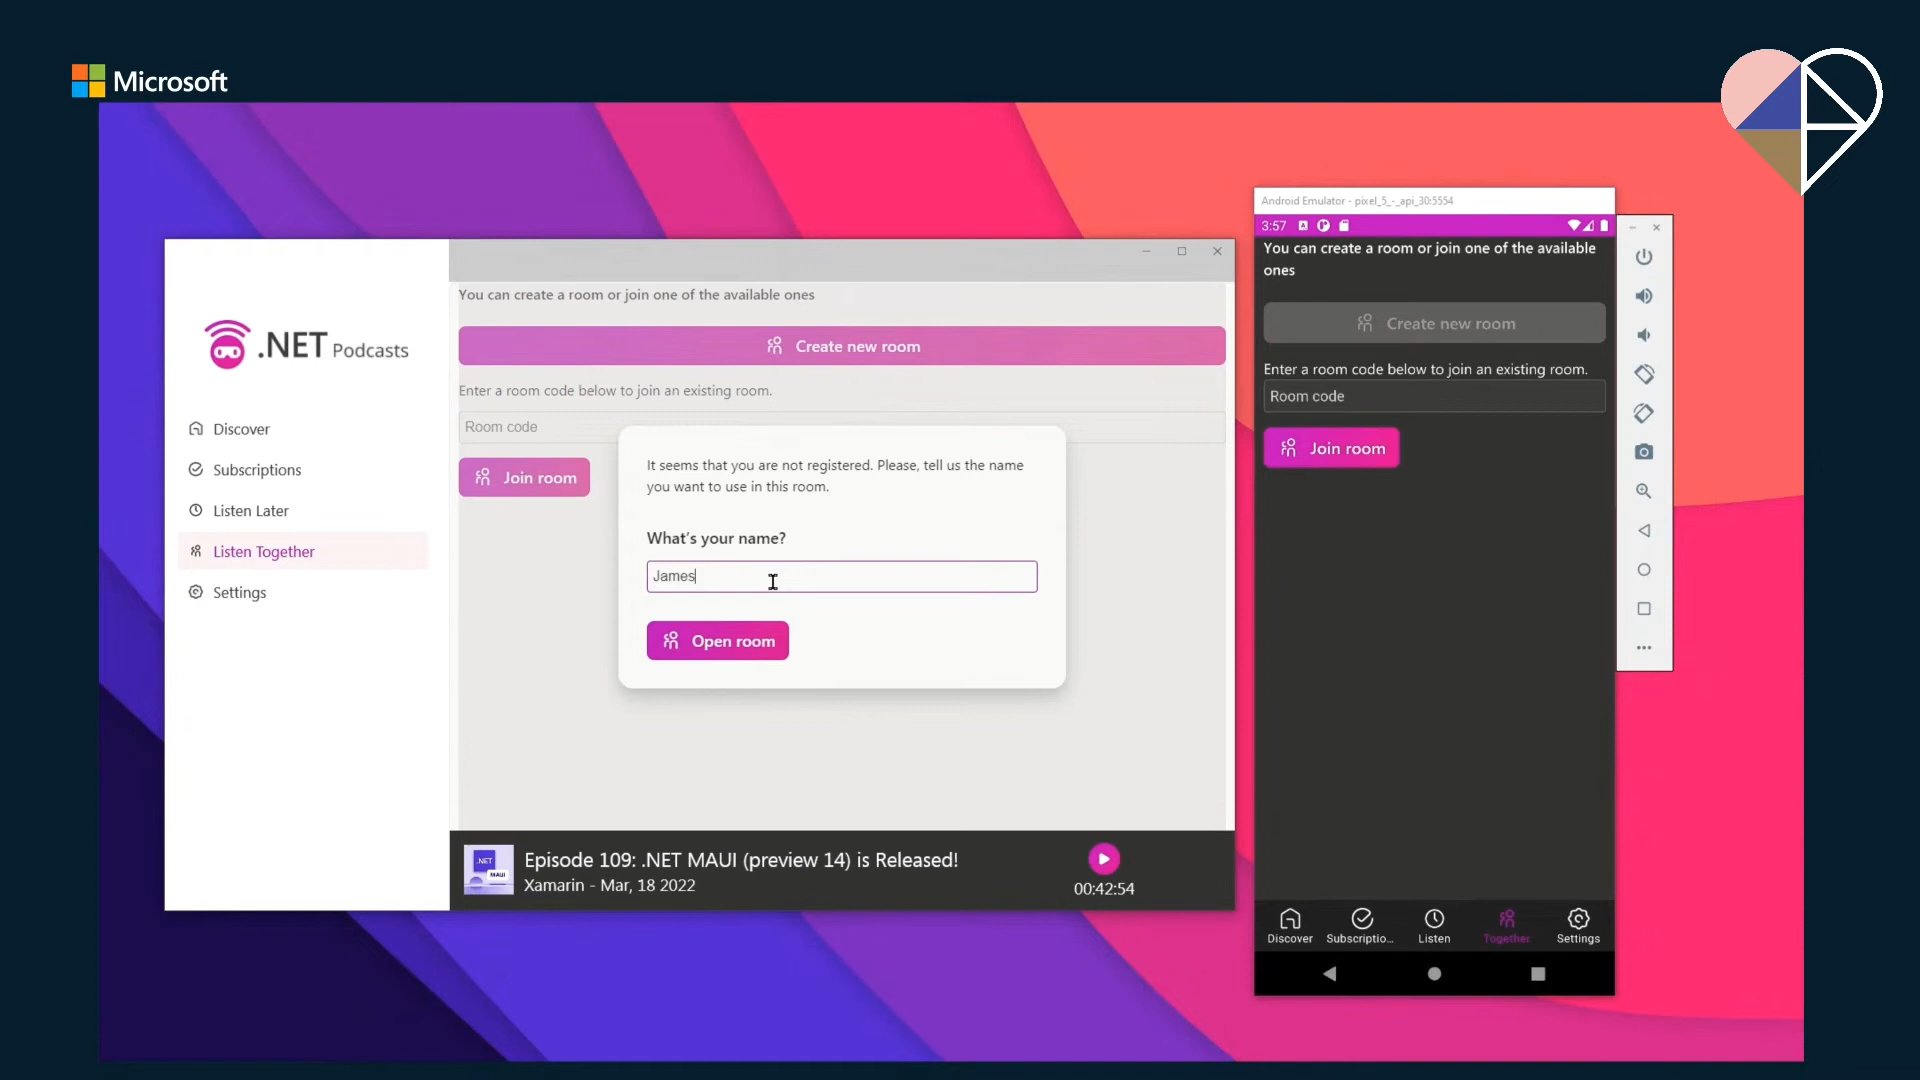 Microsoft
.NET Podcasts
Discover
Subscriptions
Listen Later
Listen Together
Settings
You can create a room or join one of the available ones
Create new room
Enter a room code below to join an existing room.
Room code
Join room
It seems that you are not registered. Please, tell us the name
you want to use in this room.
What's your name?
James
Open room
.NET
MAUI
Episode 109: .NET MAUI (preview 14) is Released!
Xamarin - Mar, 18 2022
00:42:54
Android Emulator - pixel_5_-_api_30:5554
3:57
You can create a room or join one of the available
ones
Create new room
Enter a room code below to join an existing room.
Room code
Join room
Discover
Subscriptio...
Listen
Together
Settings